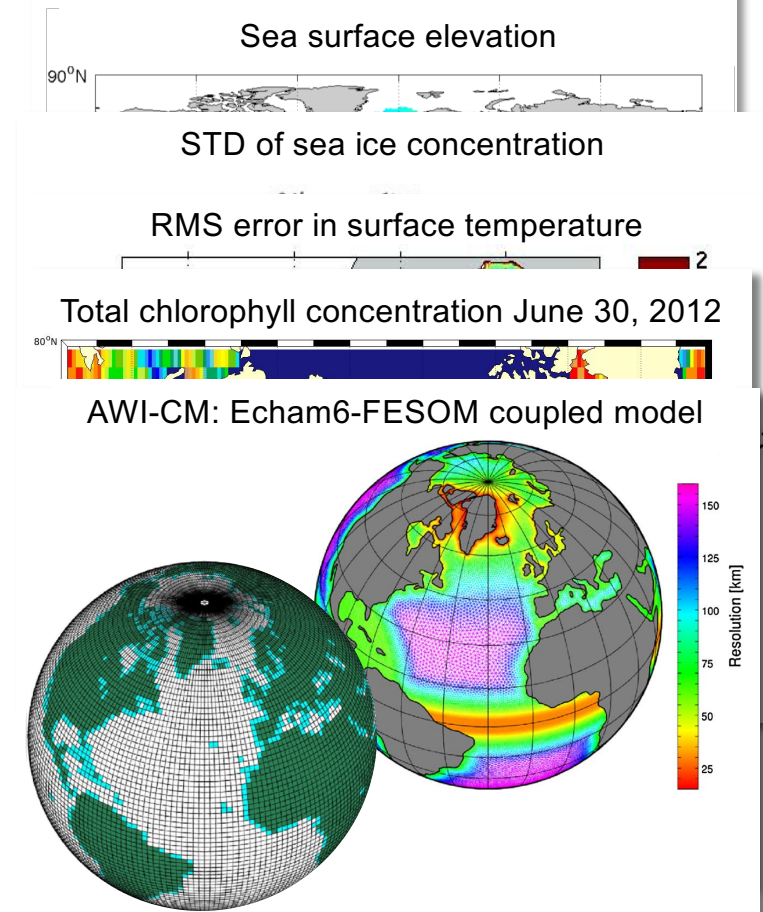 Sea surface elevation
90°N
STD of sea ice concentration
RMS error in surface temperature
2
Total chlorophyll concentration June 30, 2012
80°N
AWI-CM: Echam6-FESOM coupled model
150
125
100
75
50
25
Resolution [km]